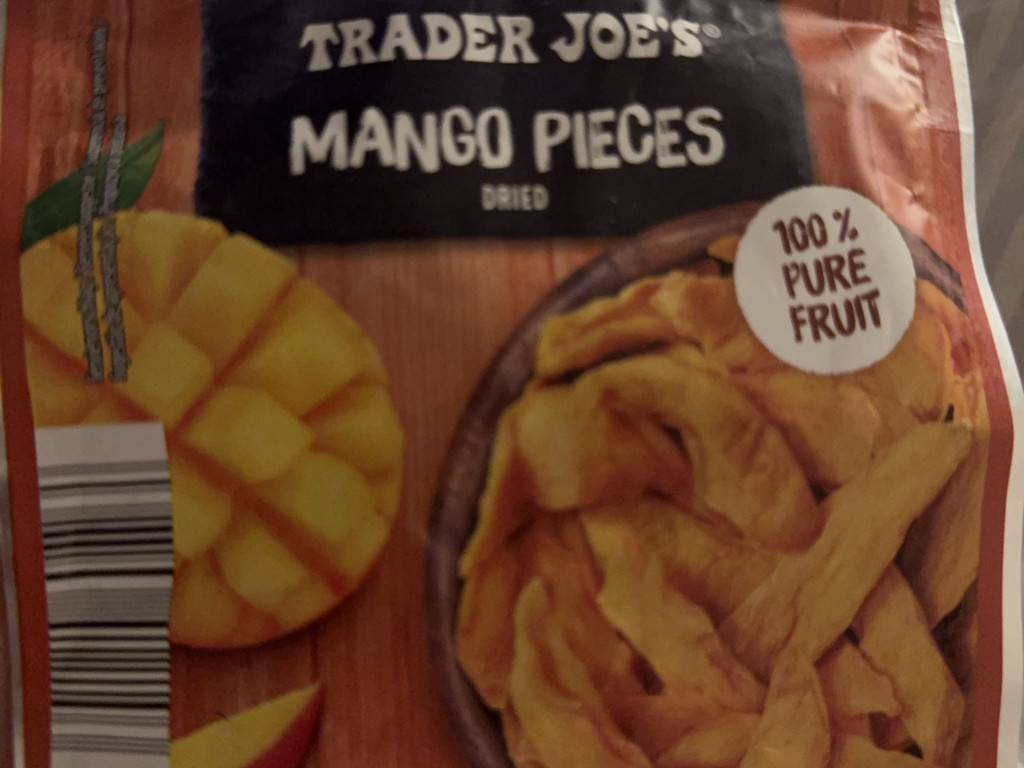 TRADER JOE'S®
MANGO PIECES
DRIED
100%
PURE
FRUIT